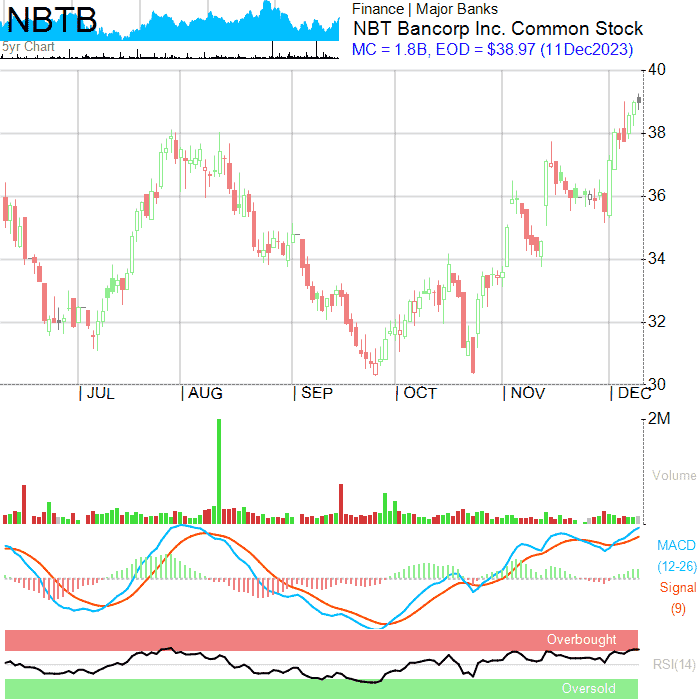 NBTB
5yr Chart
Finance | Major Banks
NBT Bancorp Inc. Common Stock
MC = 1.8B, EOD = $38.97 (11Dec2023)
40
38
36
34
32
30
| JUL
| AUG
| SEP
| OCT
| NOV
| DEC
2M
Volume
MACD
(12-26)
Signal
(9)
Overbought
RSI(14)
Oversold